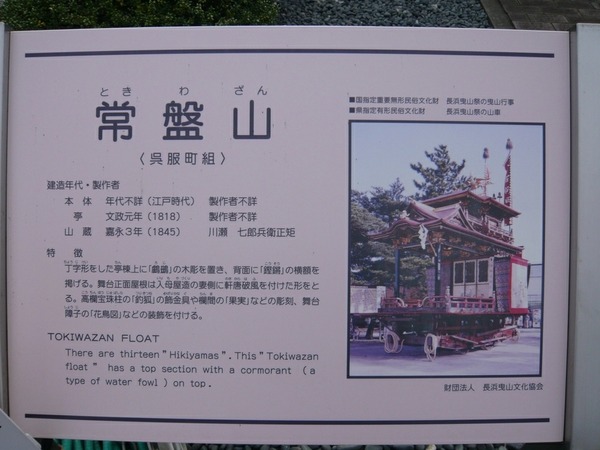 とき わ ざん
常盤山
〈呉服町組〉
■国指定重要無形民俗文化財 長浜曳山祭の曳山行事
■県指定有形民俗文化財 長浜曳山祭の山車
建造年代・製作者
本体 年代不詳(江戸時代) 製作者不詳
亭 文政元年(1818) 製作者不詳
山蔵 嘉永3年(1845) 川瀬 七郎兵衛正矩
特徴
丁字形をした亭棟上に「」の木彫を置き、背面に「鏗鏘」の横額を
掲げる。舞台正面屋根は入母屋造の妻側に軒唐破風を付けた形をと
る。高欄宝珠柱の「釣狐」の飾金具や欄間の「果実」などの彫刻、舞台
障子の「花鳥図」などの装飾を付ける。
TOKIWAZAN FLOAT
There are thirteen "Hikiyamas". This "Tokiwazan
float" has a top section with a cormorant (a
type of water fowl) on top.
財団法人 長浜曳山文化協会